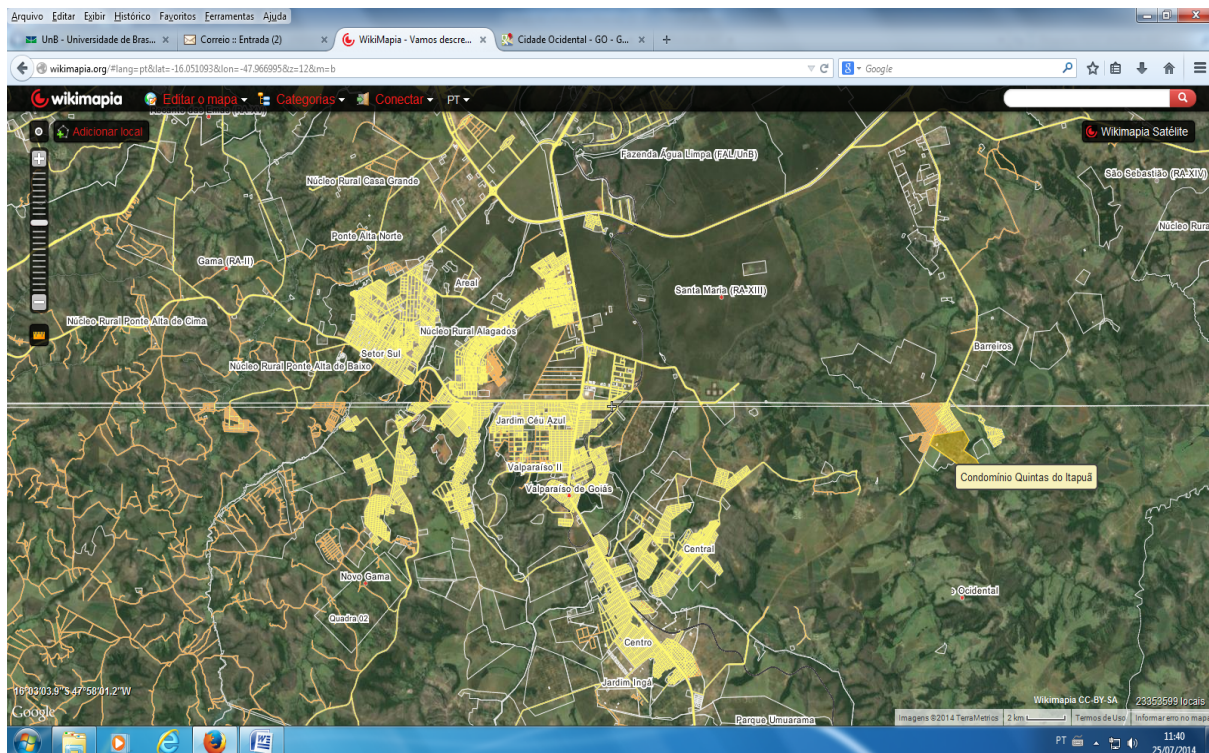 Arquivo Editar Exibir Histórico Favoritos Ferramentas Ajuda
UnB - Universidade de Bras... × Correio :: Entrada (2) × WikiMapia - Vamos descre... × Cidade Ocidental - GO - G... × +
wikimapia.org/#lang=pt&lat=-16.051093&lon=-47.966995&z=12&m=b
Google
wikimapia Editar o mapa Categorias Conectar PT
Adicionar local
Wikimapia Satélite
Fazenda Água Limpa (FAL/UnB)
São Sebastião (RA-XIV)
Núcleo Rural Casa Grande
Núcleo Rura
Ponte Alta Norte
Gama (RA-II)
Areal
Santa Maria (RA-XIII)
Núcleo Rural Ponte Alta de Cima
Núcleo Rural Alagados
Barreiros
Setor Sul
Núcleo Rural Ponte Alta de Baixo
Jardim Céu Azul
Valparaíso II
Condomínio Quintas do Itapuã
Valparaíso de Goiás
Central
Novo Gama
Ocidental
Quadra 02
Centro
Jardim Ingá
16°03'03.9"S 47°58'01.2"W
Wikimapia CC-BY-SA 23353599 locais
Google
Parque Umuarama
Imagens ©2014 TerraMetrics 2 km Termos de Uso Informar erro no mapa
PT 11:40
25/07/2014